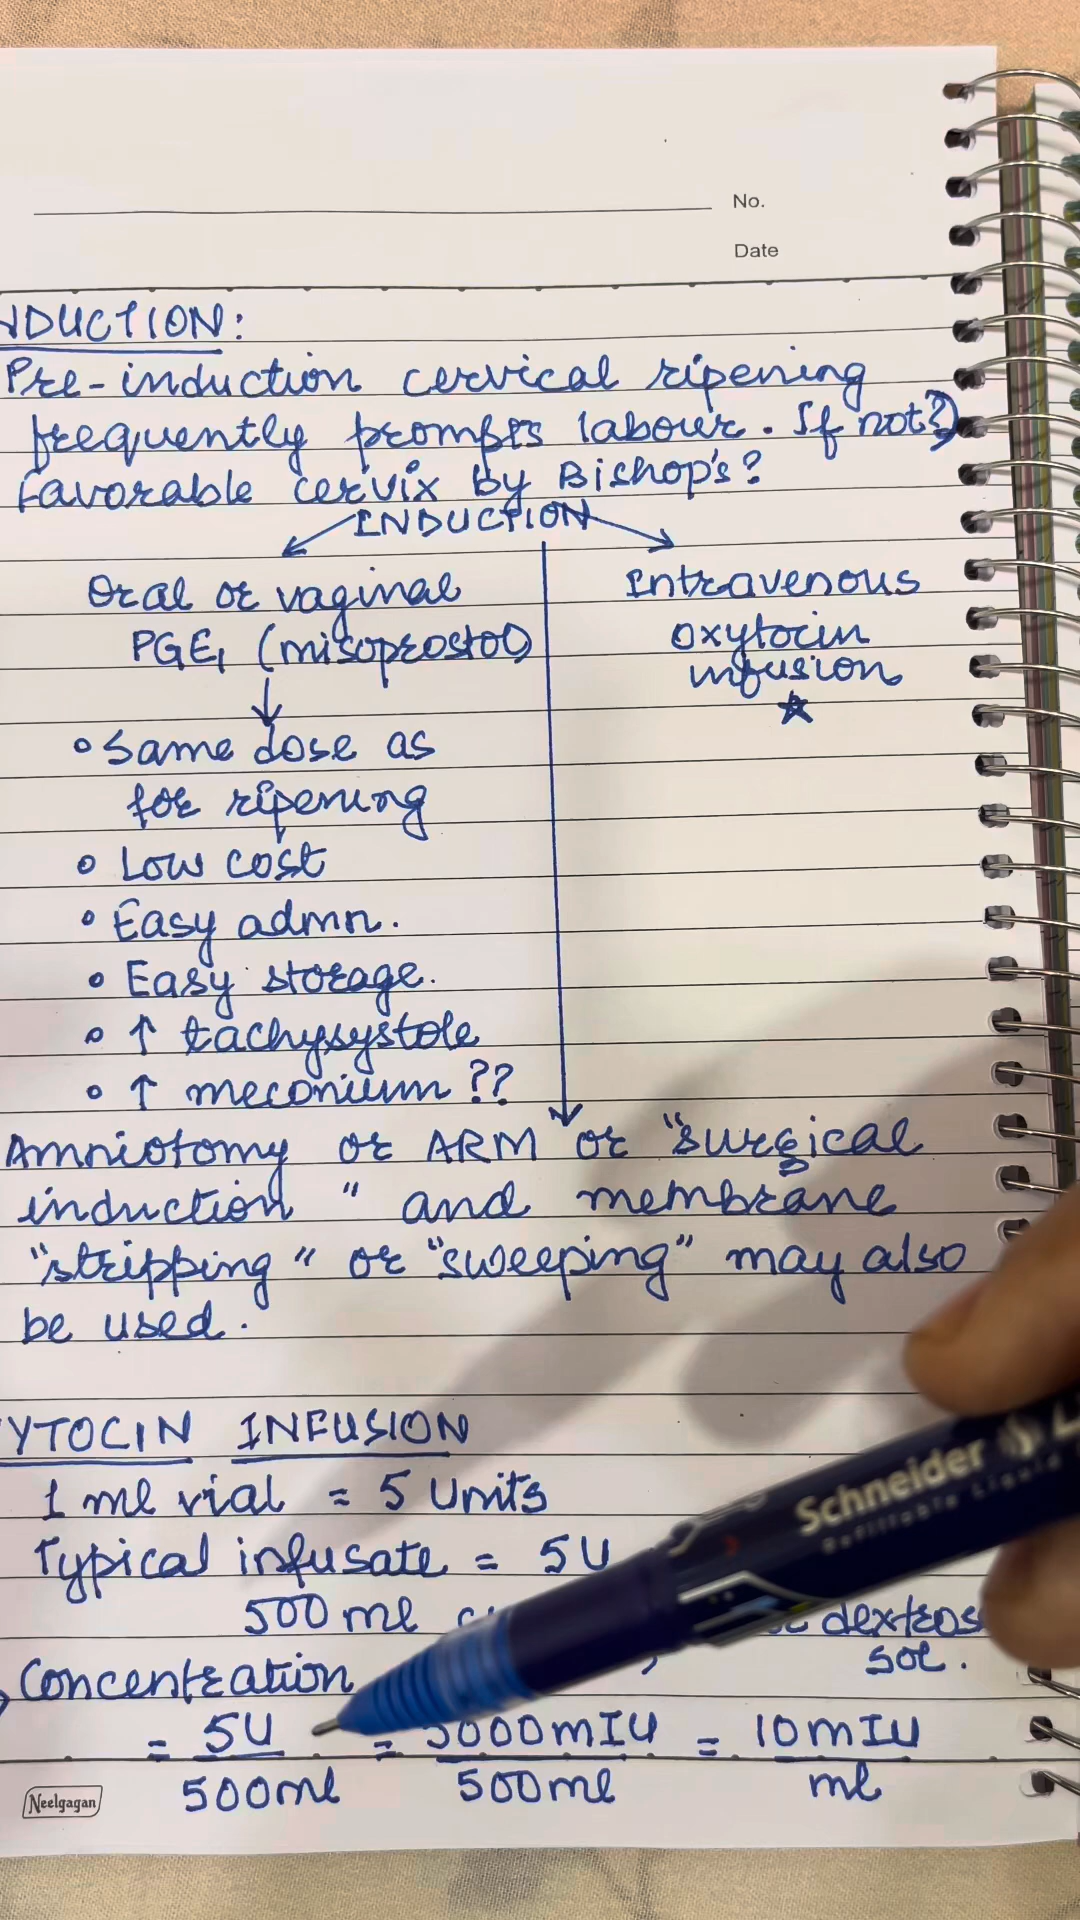 No.
Date
NDUCTION:
Pre-induction cervical ripening
frequently prompts labour. If not?
Favorable cervix by Bishop's?
INDUCTION
Oral or vaginal
PGE1 (misoprostol)
Intravenous
oxytocin
infusion
• Same dose as
for ripening
• Low cost
• Easy admn.
• Easy storage.
• ↑ tachysystole
• ↑ meconium ??
Amniotomy or ARM or "surgical
induction" and membrane
"stripping" or "sweeping" may also
be used.
YTOCIN INFUSION
1 ml vial = 5 Units
Typical infusate = 5U
500 ml dextros
sol.
Concentration
= 5U / 500ml = 5000mIU / 500ml = 10mIU / ml
Neelgagan
Schneider